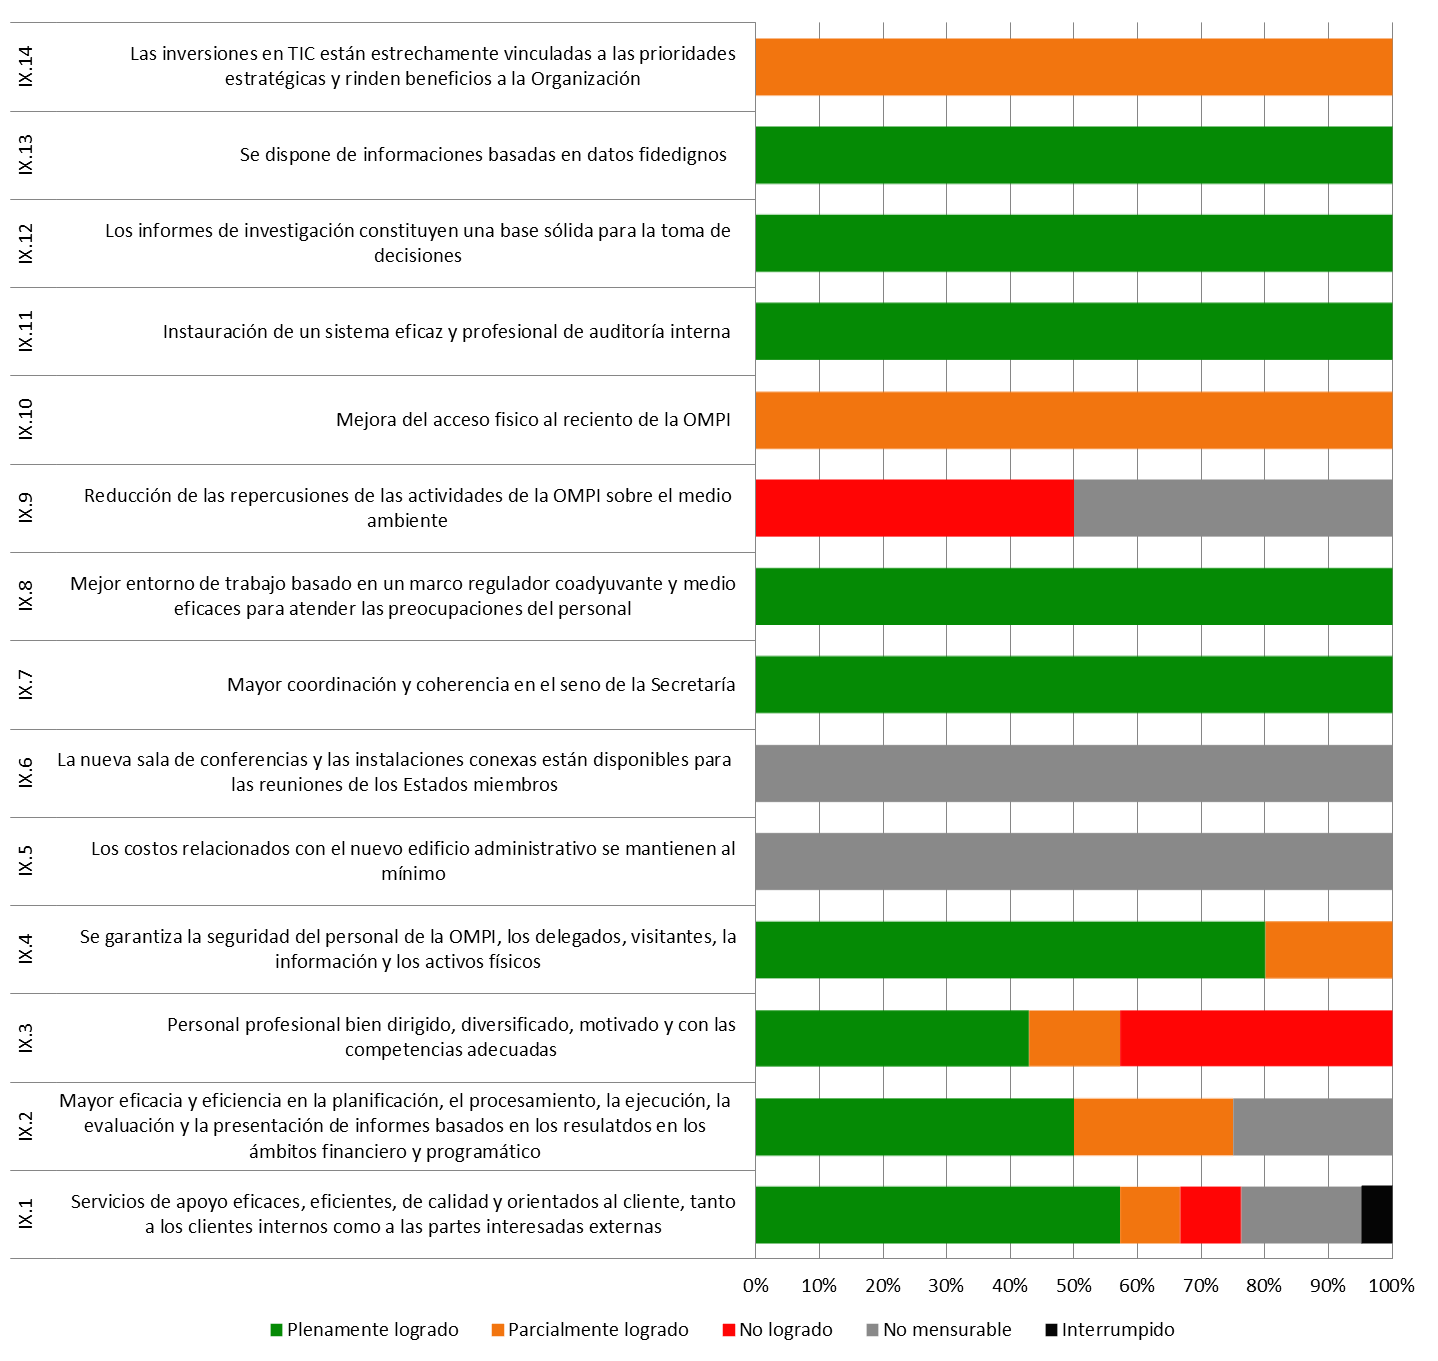 IX.14
Las inversiones en TIC están estrechamente vinculadas a las prioridades
estratégicas y rinden beneficios a la Organización
IX.13
Se dispone de informaciones basadas en datos fidedignos
IX.12
Los informes de investigación constituyen una base sólida para la toma de
decisiones
IX.11
Instauración de un sistema eficaz y profesional de auditoría interna
IX.10
Mejora del acceso fisico al reciento de la OMPI
IX.9
Reducción de las repercusiones de las actividades de la OMPI sobre el medio
ambiente
IX.8
Mejor entorno de trabajo basado en un marco regulador coadyuvante y medio
eficaces para atender las preocupaciones del personal
IX.7
Mayor coordinación y coherencia en el seno de la Secretaría
IX.6
La nueva sala de conferencias y las instalaciones conexas están disponibles para
las reuniones de los Estados miembros
IX.5
Los costos relacionados con el nuevo edificio administrativo se mantienen al
mínimo
IX.4
Se garantiza la seguridad del personal de la OMPI, los delegados, visitantes, la
información y los activos físicos
IX.3
Personal profesional bien dirigido, diversificado, motivado y con las
competencias adecuadas
IX.2
Mayor eficacia y eficiencia en la planificación, el procesamiento, la ejecución, la
evaluación y la presentación de informes basados en los resulatdos en los
ámbitos financiero y programático
IX.1
Servicios de apoyo eficaces, eficientes, de calidad y orientados al cliente, tanto
a los clientes internos como a las partes interesadas externas
0% 10% 20% 30% 40% 50% 60% 70% 80% 90% 100%
Plenamente logrado Parcialmente logrado No logrado No mensurable Interrumpido